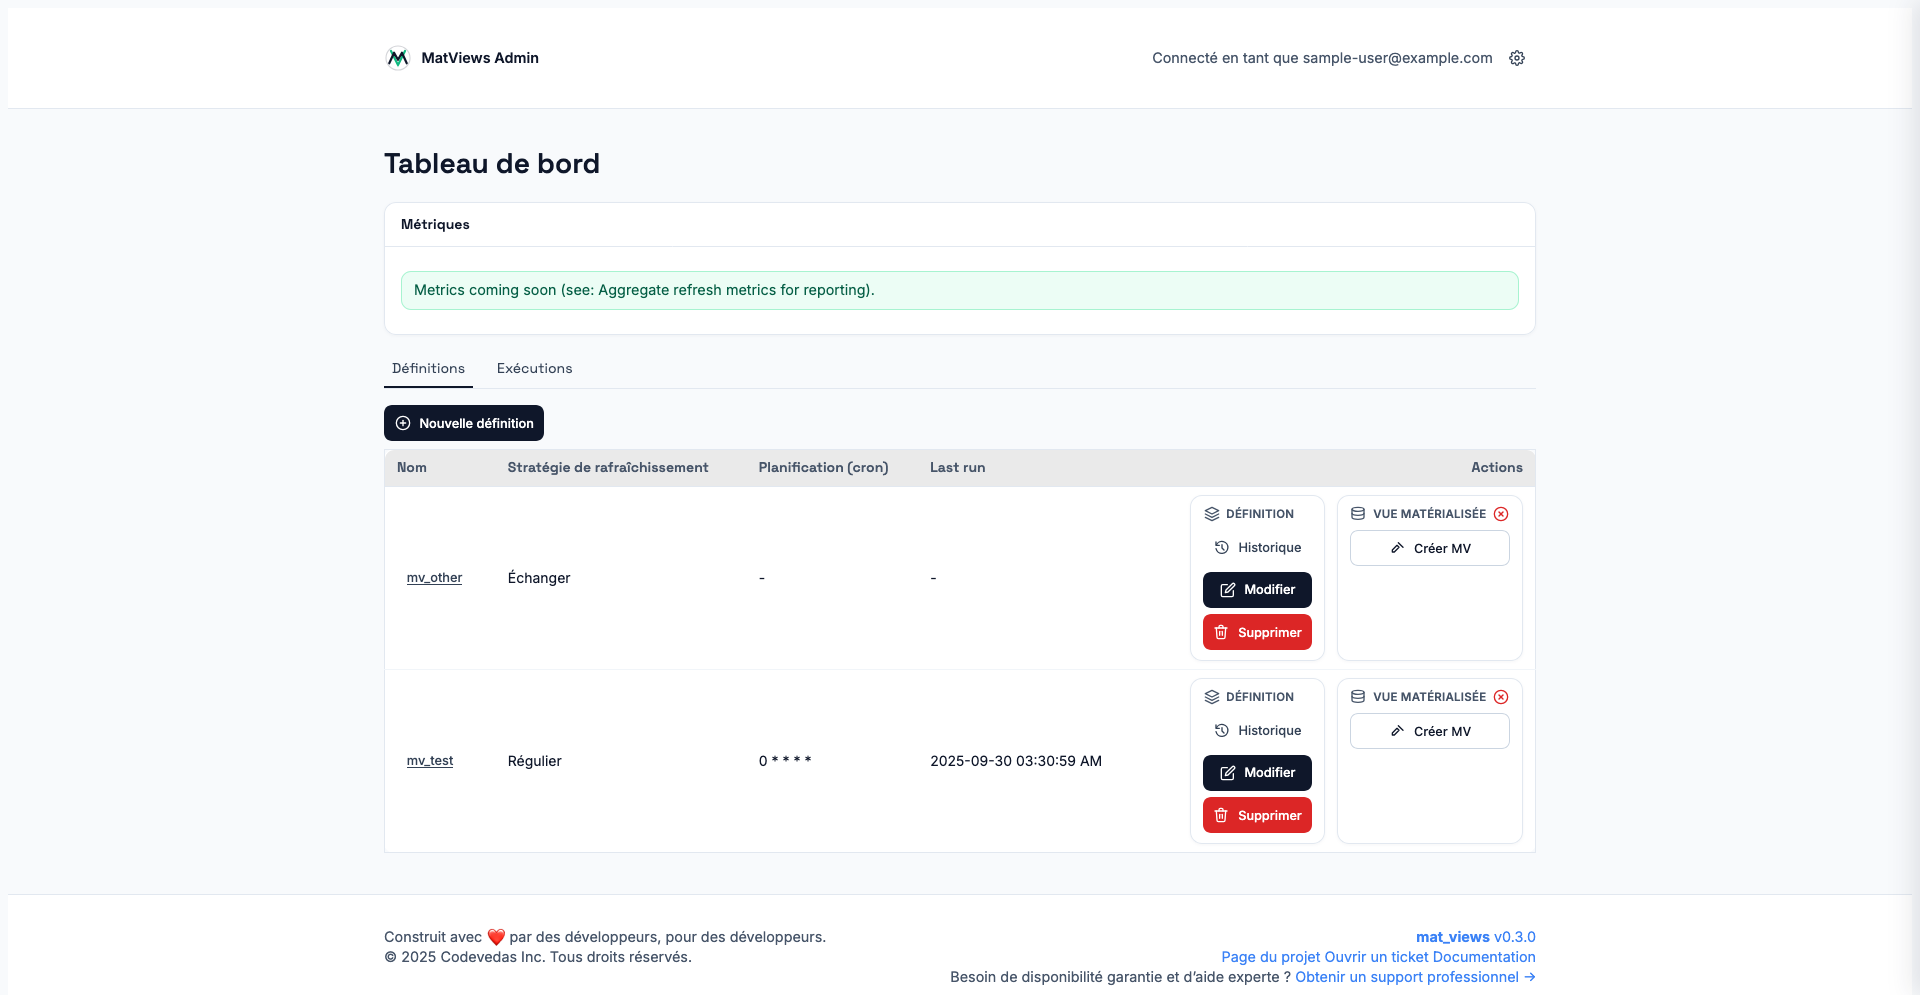 MatViews Admin
Connecté en tant que sample-user@example.com
Tableau de bord
Métriques
Metrics coming soon (see: Aggregate refresh metrics for reporting).
Définitions Exécutions
Nouvelle définition
Nom Stratégie de rafraîchissement Planification (cron) Last run Actions
DÉFINITION VUE MATÉRIALISÉE
Historique Créer MV
mv_other Échanger - -
Modifier
Supprimer
DÉFINITION VUE MATÉRIALISÉE
Historique Créer MV
mv_test Régulier 0 * * * * 2025-09-30 03:30:59 AM
Modifier
Supprimer
Construit avec ❤️ par des développeurs, pour des développeurs.
© 2025 Codevedas Inc. Tous droits réservés.
mat_views v0.3.0
Page du projet Ouvrir un ticket Documentation
Besoin de disponibilité garantie et d’aide experte ? Obtenir un support professionnel →